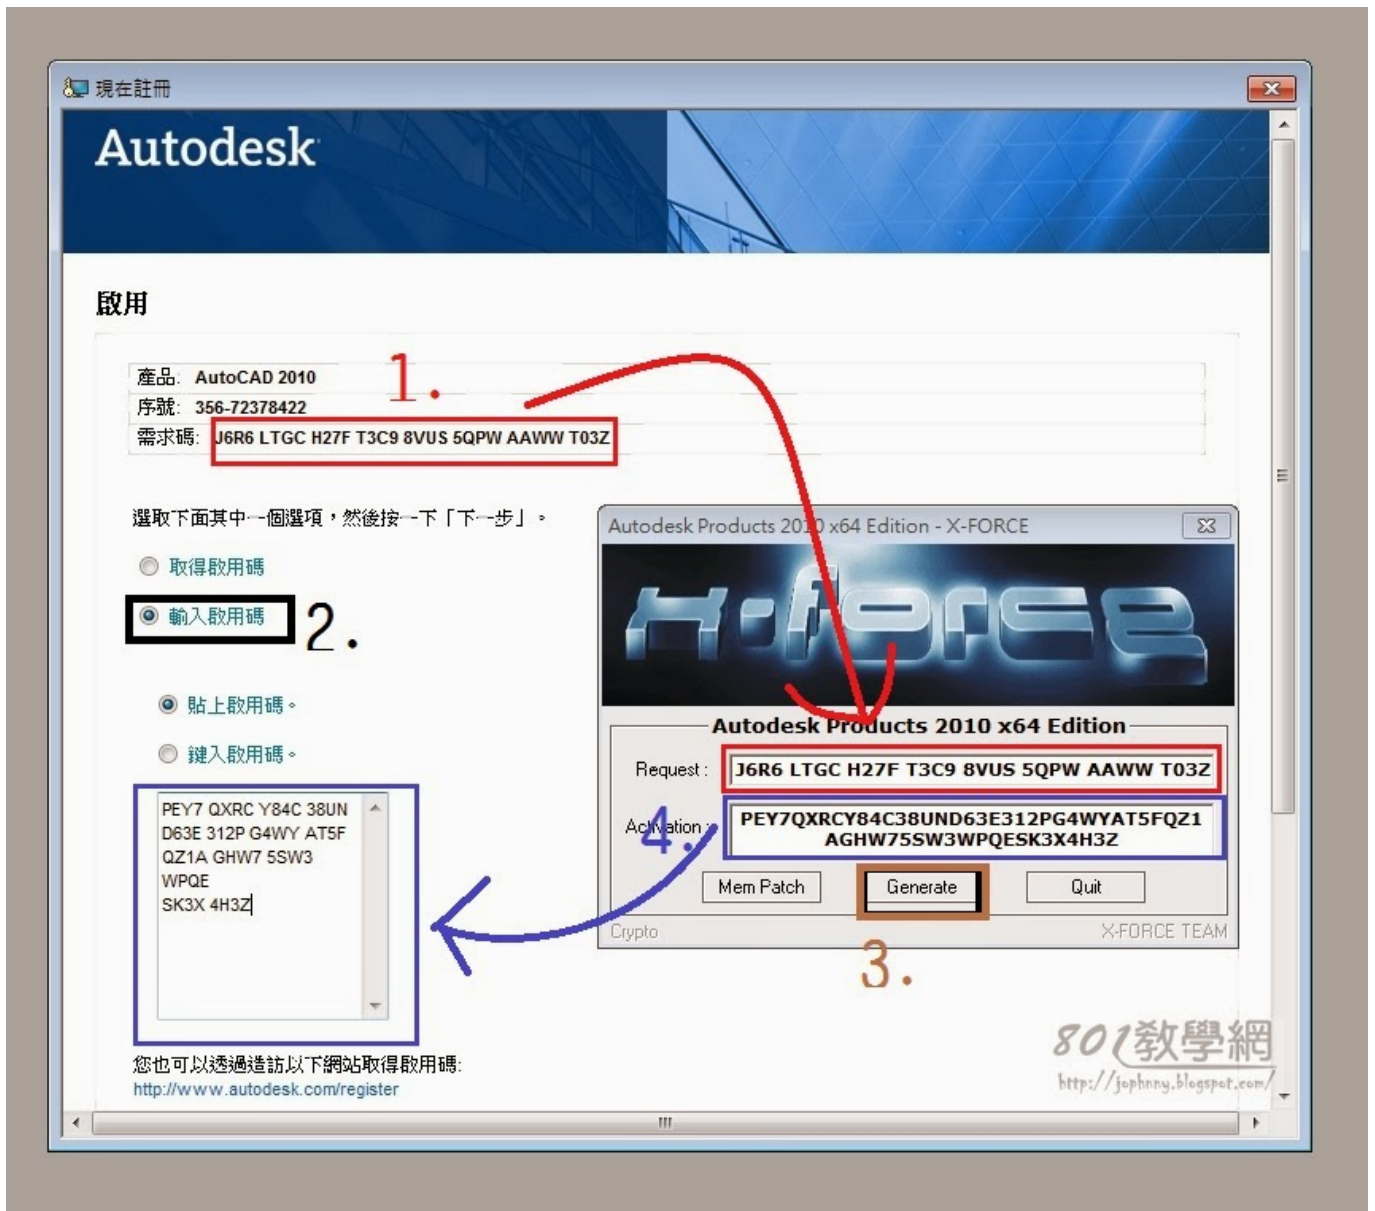 現在註冊
Autodesk
啟用
產品: AutoCAD 2010
1.
序號: 356-72378422
需求碼: J6R6 LTGC H27F T3C9 8VUS 5QPW AAWW T03Z
選取下面其中一個選項，然後按一下「下一步」。
取得啟用碼
輸入啟用碼
2.
貼上啟用碼。
鍵入啟用碼。
PEY7 QXRC Y84C 38UN
D63E 312P G4WY AT5F
QZ1A GHW7 5SW3
WPQE
SK3X 4H3Z
Autodesk Products 2010 x64 Edition - X-FORCE
x-force
Autodesk Products 2010 x64 Edition
Request : J6R6 LTGC H27F T3C9 8VUS 5QPW AAWW T03Z
4.
Activation : PEY7QXRCY84C38UND63E312PG4WYAT5FQZ1
AGHW75SW3WPQESK3X4H3Z
Mem Patch
Generate
Quit
Crypto
X-FORCE TEAM
3.
您也可以透過造訪以下網站取得啟用碼:
http://www.autodesk.com/register
801教學網
http://jophnny.blogspot.com/